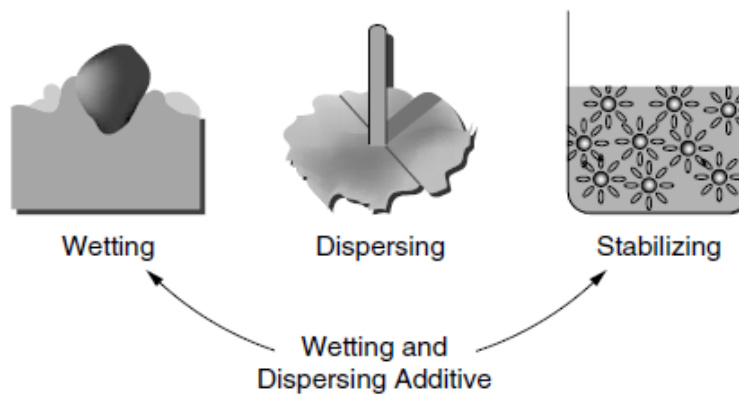 Wetting
Dispersing
Stabilizing
Wetting and
Dispersing Additive